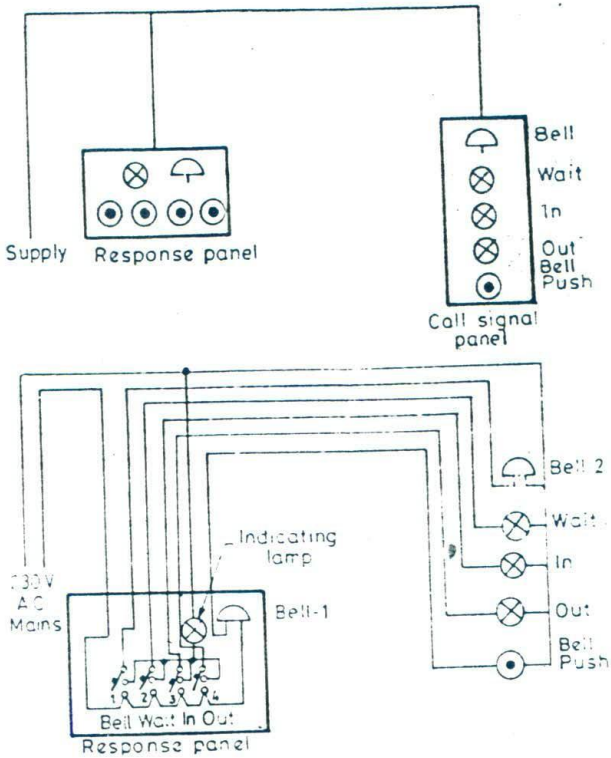 Bell
Wait
In
Out
Bell
Push
Supply
Response panel
Call signal
panel
Bell 2
Indicating
lamp
Wait
In
230V
A.C
Mains
Bell-1
Out
Bell
Push
1 2 3 4
Bell Wait In Out
Response panel